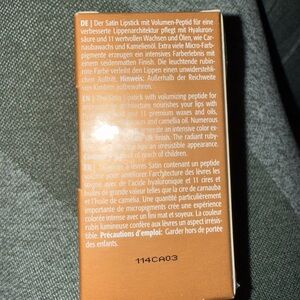 DE | Der Satin Lipstick mit Volumen-Peptid für eine
verbesserte Lippenarchitektur pflegt mit Hyaluron-
säure und 11 wertvollen Wachsen und Ölen, wie Car-
naubawachs und Kamelienöl. Extra viele Micro-Farb-
pigmente erzeugen ein intensives Farberlebnis mit
einem seidenmatten Finish. Die leuchtende rubin-
rote Farbe verleiht den Lippen einen unwiderstehli-
chen Auftritt. Hinweis: Außerhalb der Reichweite
von Kindern aufbewahren.
EN | The Satin Lipstick with volumizing peptide for
architecture nourishes your lips with
and 11 premium waxes and oils,
and camellia oil. Numerous
an intensive color ex-
finish. The radiant ruby-
an irresistible appearance.
of reach of children.
à lèvres Satin contenant un peptide
pour améliorer l'architecture des lèvres les
soigne avec de l'acide hyaluronique et 11 cires et
huiles de grande valeur telles que la cire de carnauba
et l'huile de camélia. Une quantité particulièrement
importante de micropigments crée une expérience
colorée intense avec un fini mat et soyeux. La couleur
rubis lumineuse confère aux lèvres un aspect irrésis-
tible. Précautions d'emploi: Garder hors de portée
des enfants.
114CA03